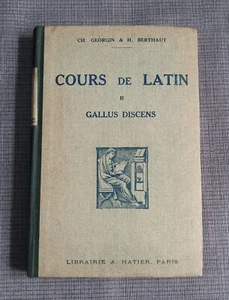 CH. GEORGIN & H. BERTHAUT
COURS DE LATIN
II
GALLUS DISCENS
LIBRAIRIE A. HATIER, PARIS